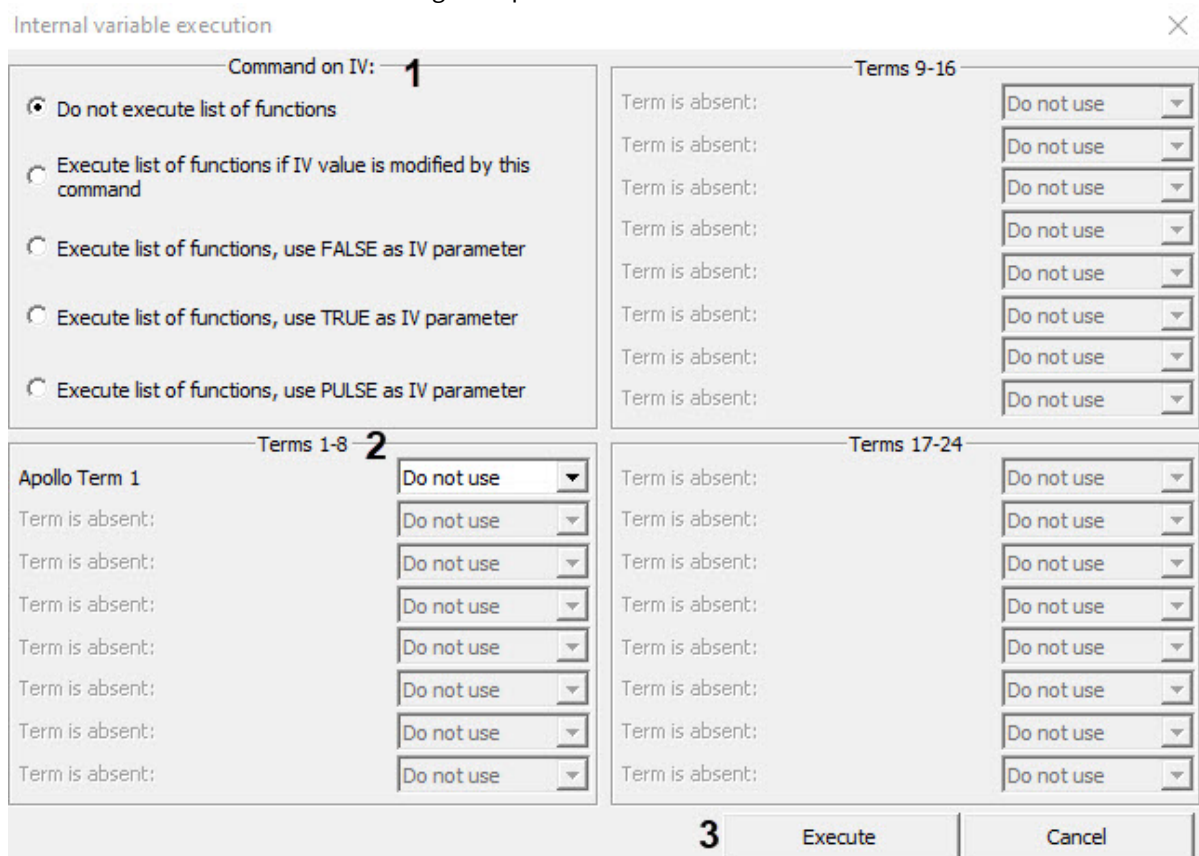 Internal variable execution
Command on IV: 1
Do not execute list of functions
Execute list of functions if IV value is modified by this
command
Execute list of functions, use FALSE as IV parameter
Execute list of functions, use TRUE as IV parameter
Execute list of functions, use PULSE as IV parameter
Terms 9-16
Term is absent: Do not use
Term is absent: Do not use
Term is absent: Do not use
Term is absent: Do not use
Term is absent: Do not use
Term is absent: Do not use
Term is absent: Do not use
Term is absent: Do not use
Terms 1-8 2
Apollo Term 1 Do not use
Term is absent: Do not use
Term is absent: Do not use
Term is absent: Do not use
Term is absent: Do not use
Term is absent: Do not use
Term is absent: Do not use
Term is absent: Do not use
Terms 17-24
Term is absent: Do not use
Term is absent: Do not use
Term is absent: Do not use
Term is absent: Do not use
Term is absent: Do not use
Term is absent: Do not use
Term is absent: Do not use
Term is absent: Do not use
3 Execute Cancel